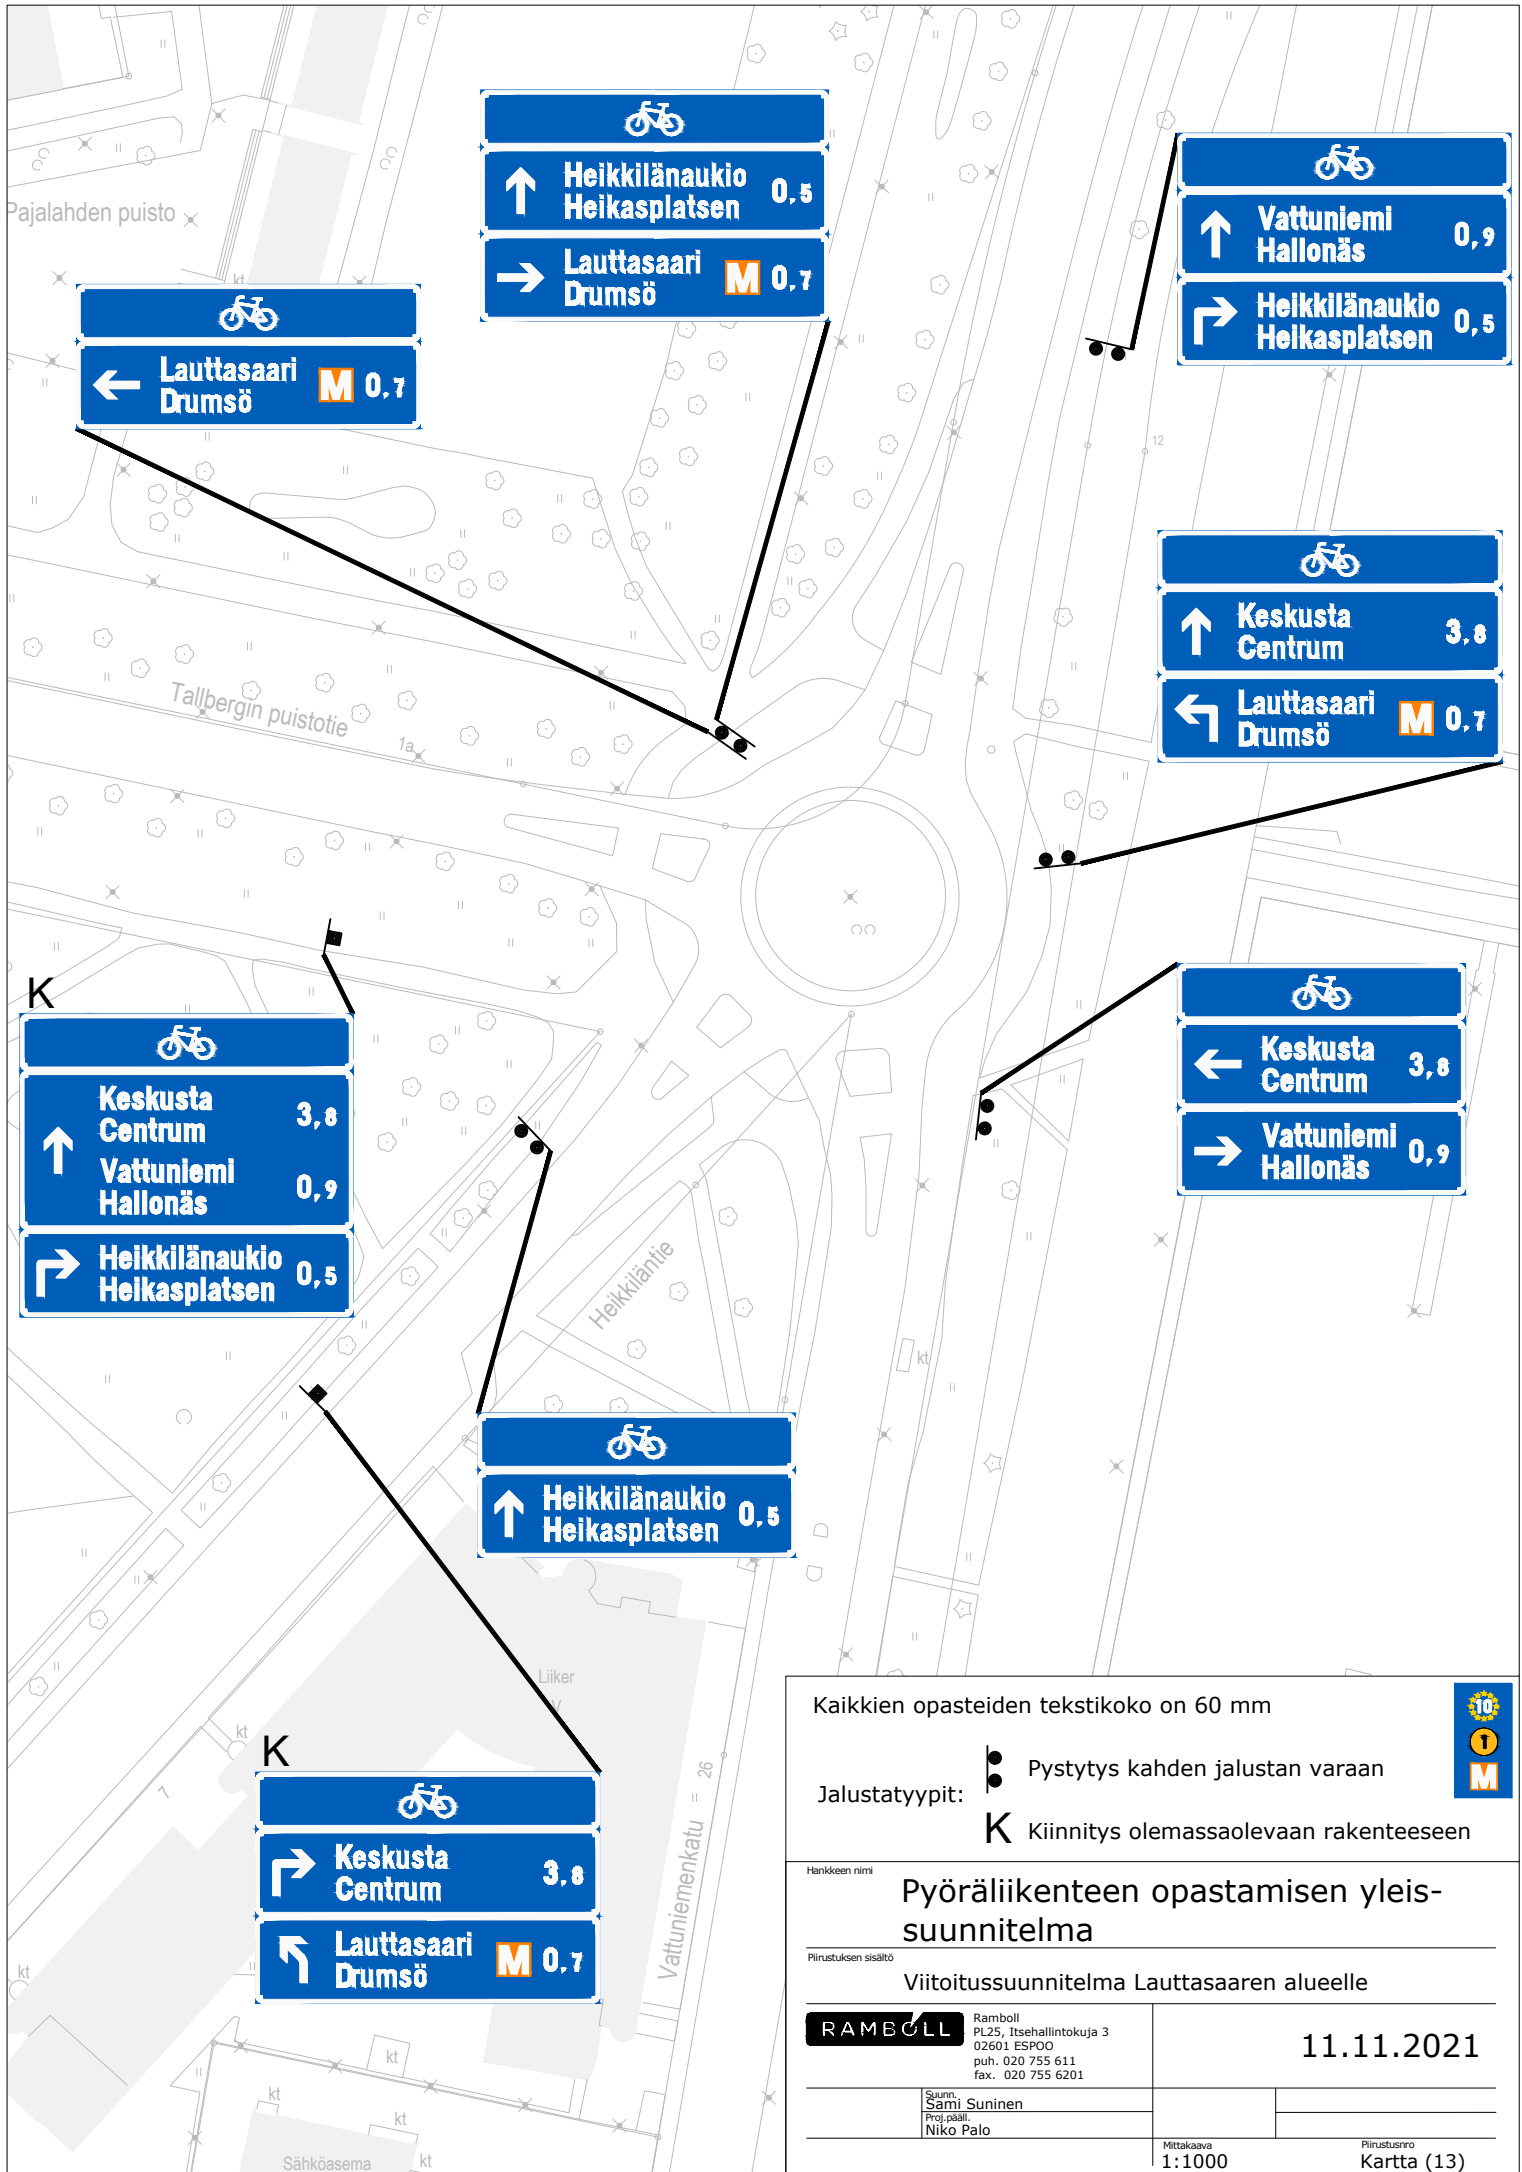 Pajalahden puisto
kt
Heikkilänaukio 0,5
Heikasplatsen
Lauttasaari M 0,7
Drumsö
Vattuniemi 0,9
Hallonäs
Heikkilänaukio 0,5
Heikasplatsen
Lauttasaari M 0,7
Drumsö
12
Keskusta 3,8
Centrum
Lauttasaari M 0,7
Drumsö
Tallbergin puistotie
1a
K
Keskusta 3,8
Centrum
Vattuniemi 0,9
Hallonäs
Heikkilänaukio 0,5
Heikasplatsen
Keskusta 3,8
Centrum
Vattuniemi 0,9
Hallonäs
Heikkiläntie
kt
Heikkilänaukio 0,5
Heikasplatsen
Liiker
V
kt
7
K
Keskusta 3,8
Centrum
Lauttasaari M 0,7
Drumsö
Vattuniemenkatu = 26
kt
kt
kt
kt
kt
Sähköasema
Kaikkien opasteiden tekstikoko on 60 mm
10
M
Jalustatyypit:
Pystytys kahden jalustan varaan
K Kiinnitys olemassaolevaan rakenteeseen
Hankkeen nimi
Pyöräliikenteen opastamisen yleis-
suunnitelma
Piirustuksen sisältö
Viitoitussuunnitelma Lauttasaaren alueelle
RAMBOLL
Ramboll
PL25, Itsehallintokuja 3
02601 ESPOO
puh. 020 755 611
fax. 020 755 6201
11.11.2021
Suunn.
Sami Suninen
Proj.pääll.
Niko Palo
Mittakaava
1:1000
Piirustusnro
Kartta (13)